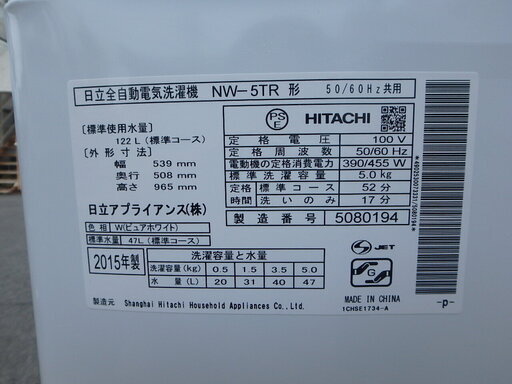 日立全自動電気洗濯機 NW-5TR 形 50/60Hz共用
[標準使用水量]
122 L (標準コース)
[外形寸法]
幅 539 mm
奥行 508 mm
高さ 965 mm
日立アプライアンス(株)
色相 W(ピュアホワイト)
標準水量 47L (標準コース)
PS
E
HITACHI
定格電圧 100 V
定格周波数 50/60 Hz
電動機の定格消費電力 390/455 W
標準洗濯容量 5.0kg
定格 標準コース 52分
時間 洗いのみ 17分
製造番号 5080194
2015年製
洗濯容量と水量
洗濯容量(kg) 0.5 1.5 3.5 5.0
水量 (L) 20 31 40 47
S JET
G
製造元 Shanghai Hitachi Household Appliances Co.,Ltd.
MADE IN CHINA
1CHSE1734-A
-p-